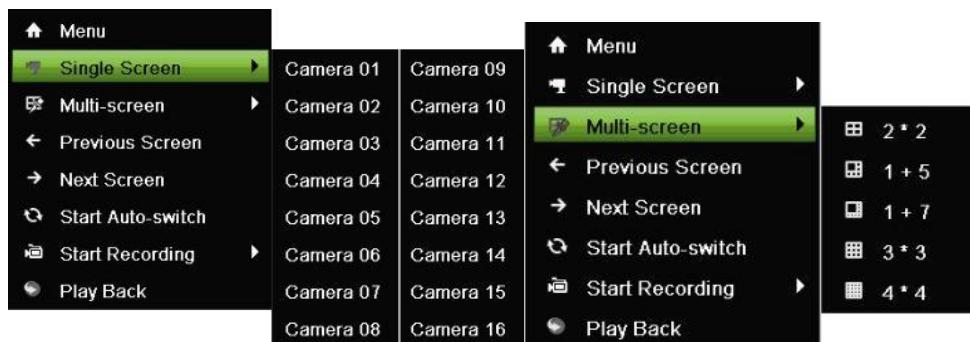 Menu
Single Screen
Multi-screen
Previous Screen
Next Screen
Start Auto-switch
Start Recording
Play Back
Camera 01
Camera 02
Camera 03
Camera 04
Camera 05
Camera 06
Camera 07
Camera 08
Camera 09
Camera 10
Camera 11
Camera 12
Camera 13
Camera 14
Camera 15
Camera 16
Menu
Single Screen
Multi-screen
Previous Screen
Next Screen
Start Auto-switch
Start Recording
Play Back
2 * 2
1 + 5
1 + 7
3 * 3
4 * 4